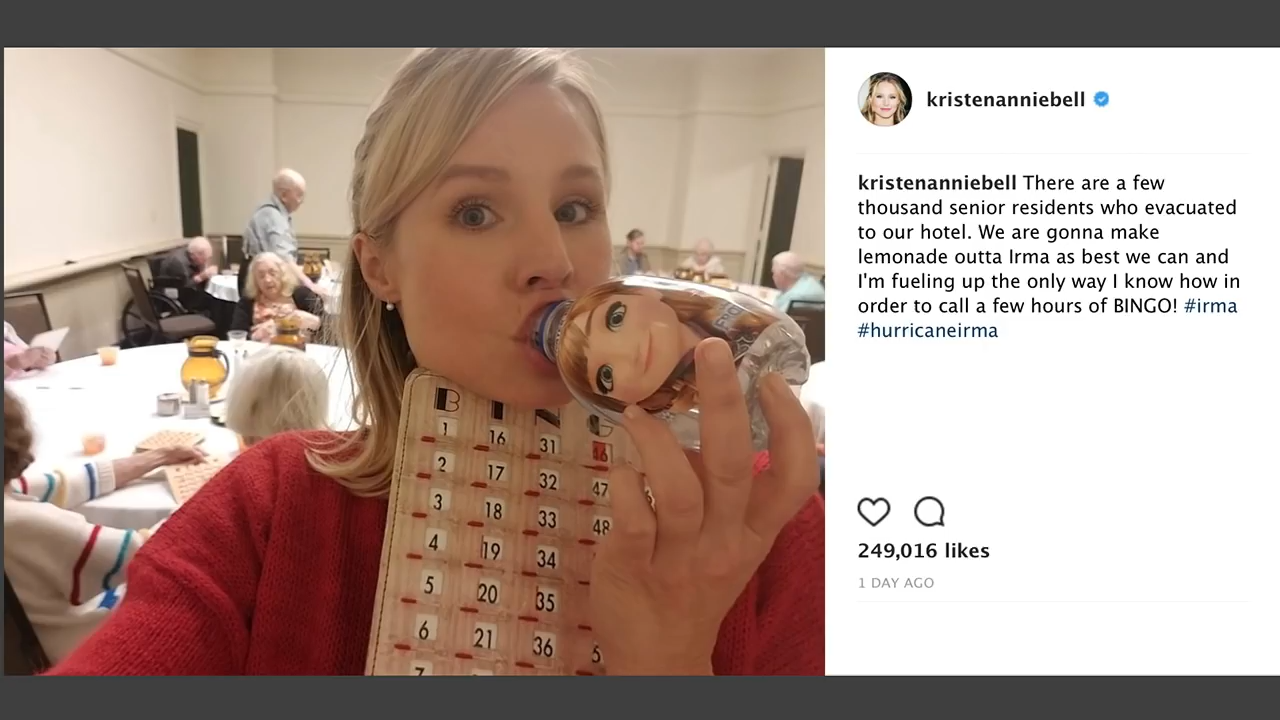 kristenanniebell
kristenanniebell There are a few
thousand senior residents who evacuated
to our hotel. We are gonna make
lemonade outta Irma as best we can and
I'm fueling up the only way I know how in
order to call a few hours of BINGO! #irma
#hurricaneirma
249,016 likes
1 DAY AGO
B I N G
1 16 31 46
2 17 32 47
3 18 33 48
4 19 34
5 20 35
6 21 36
7